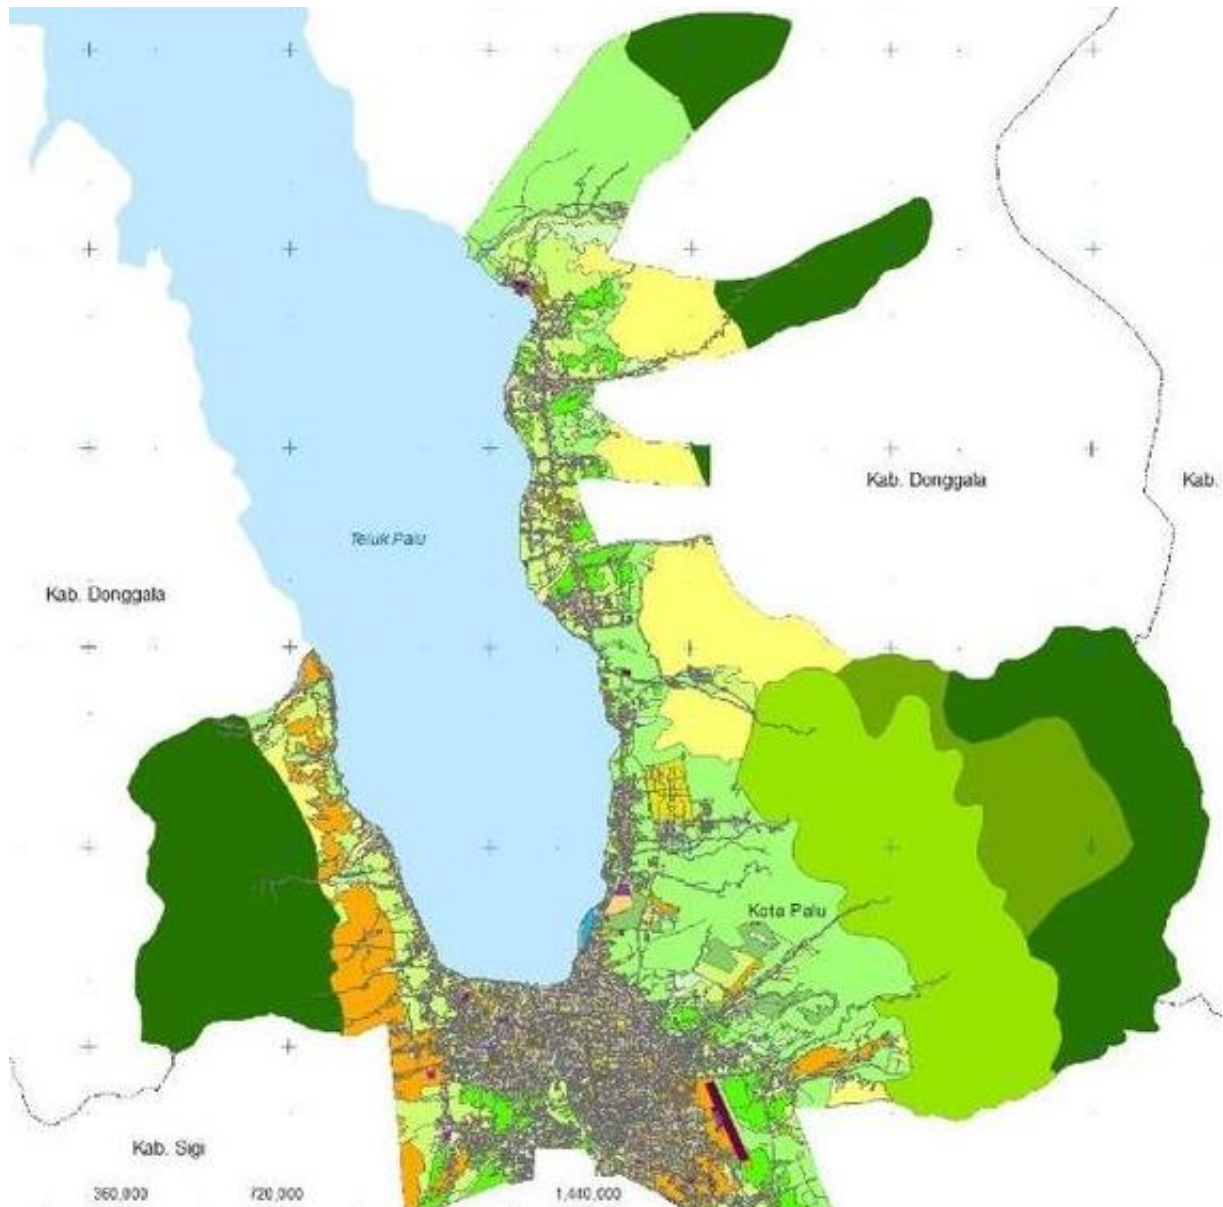 Kab. Donggala
Kab.
Teluk Palu
Kab. Donggala
Kota Palu
Kab. Sigi
360,000 720,000 1,440,000